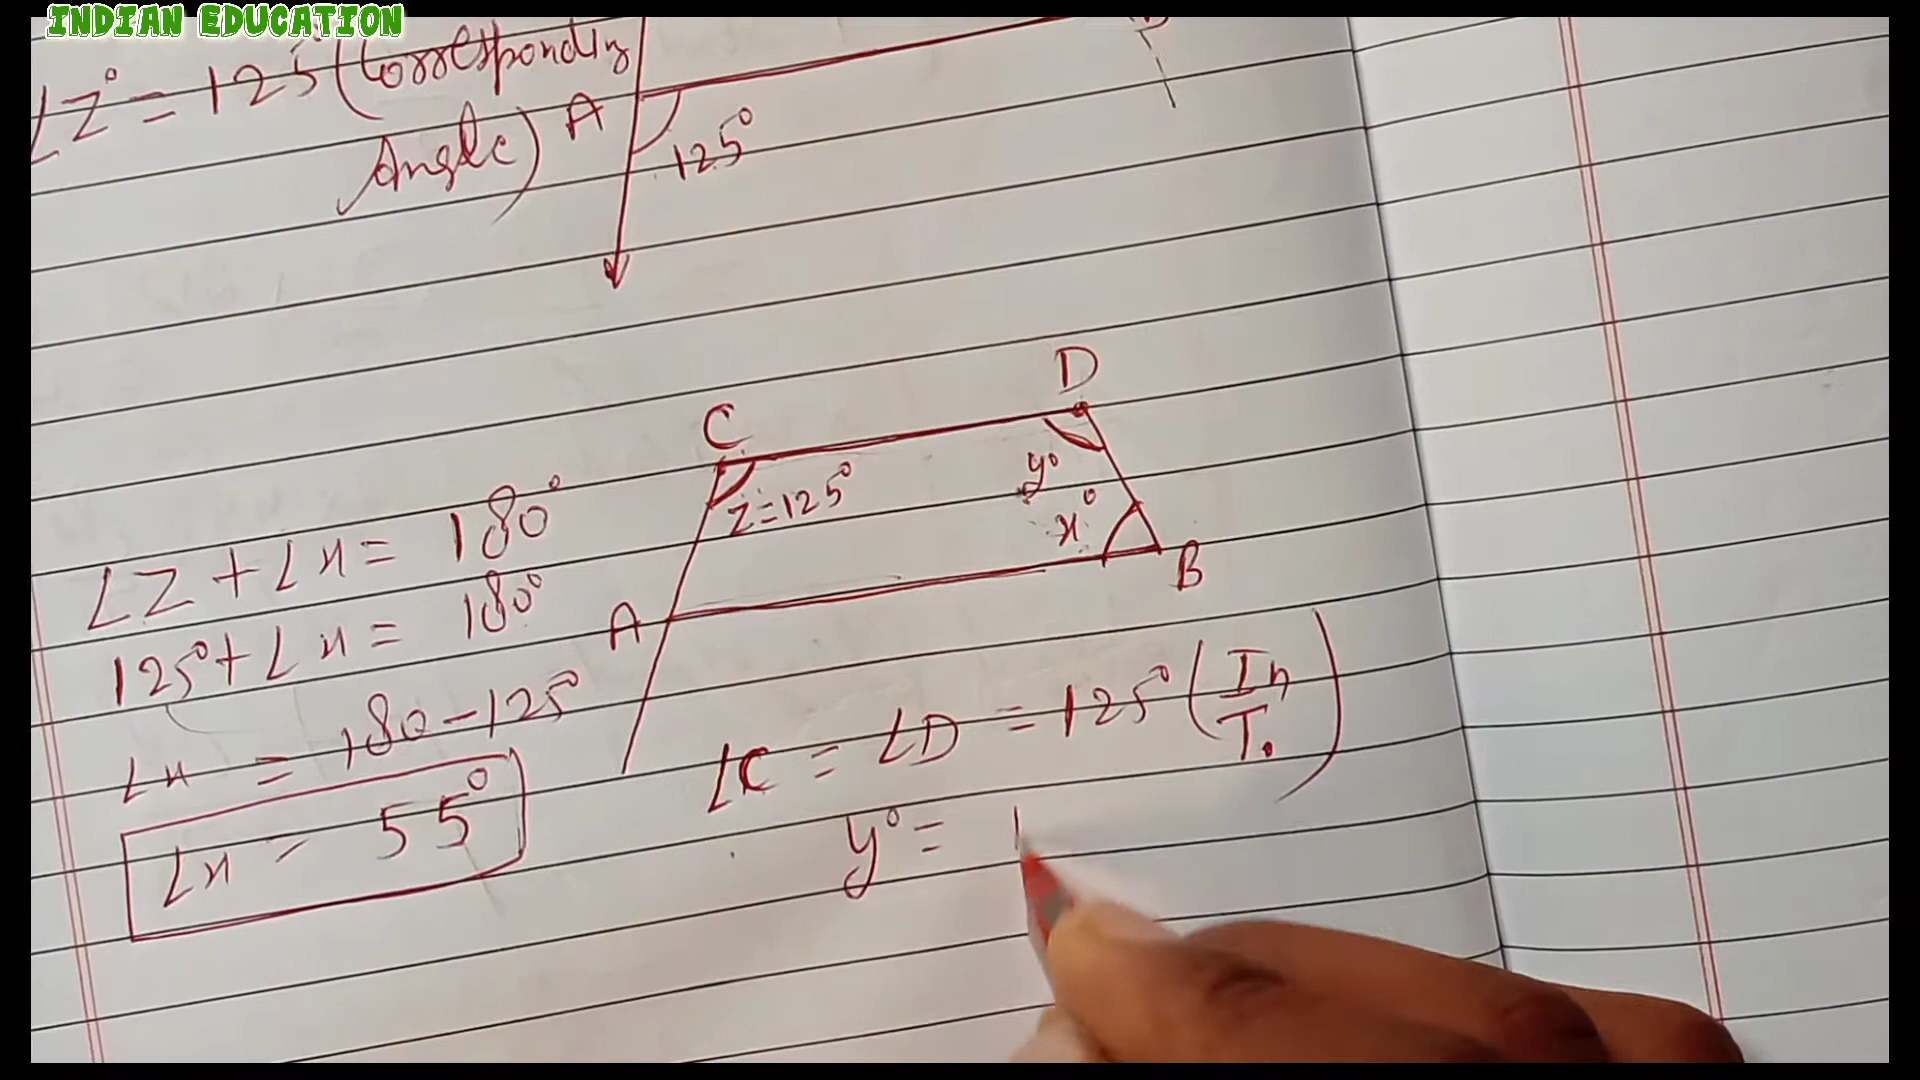 INDIAN EDUCATION
∠Z° = 125° (Corresponding
Angle)
A
125°
C
D
Z=125°
y°
x°
A
B
∠Z + ∠x = 180°
125° + ∠x = 180°
∠x = 180 - 125°
∠x = 55°
∠C = ∠D = 125° (In
T.)
y° = 1